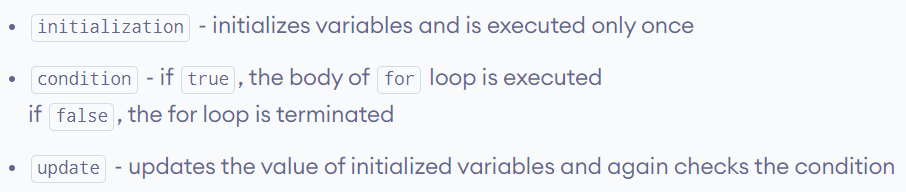 • initialization - initializes variables and is executed only once
• condition - if true, the body of for loop is executed
if false, the for loop is terminated
• update - updates the value of initialized variables and again checks the condition